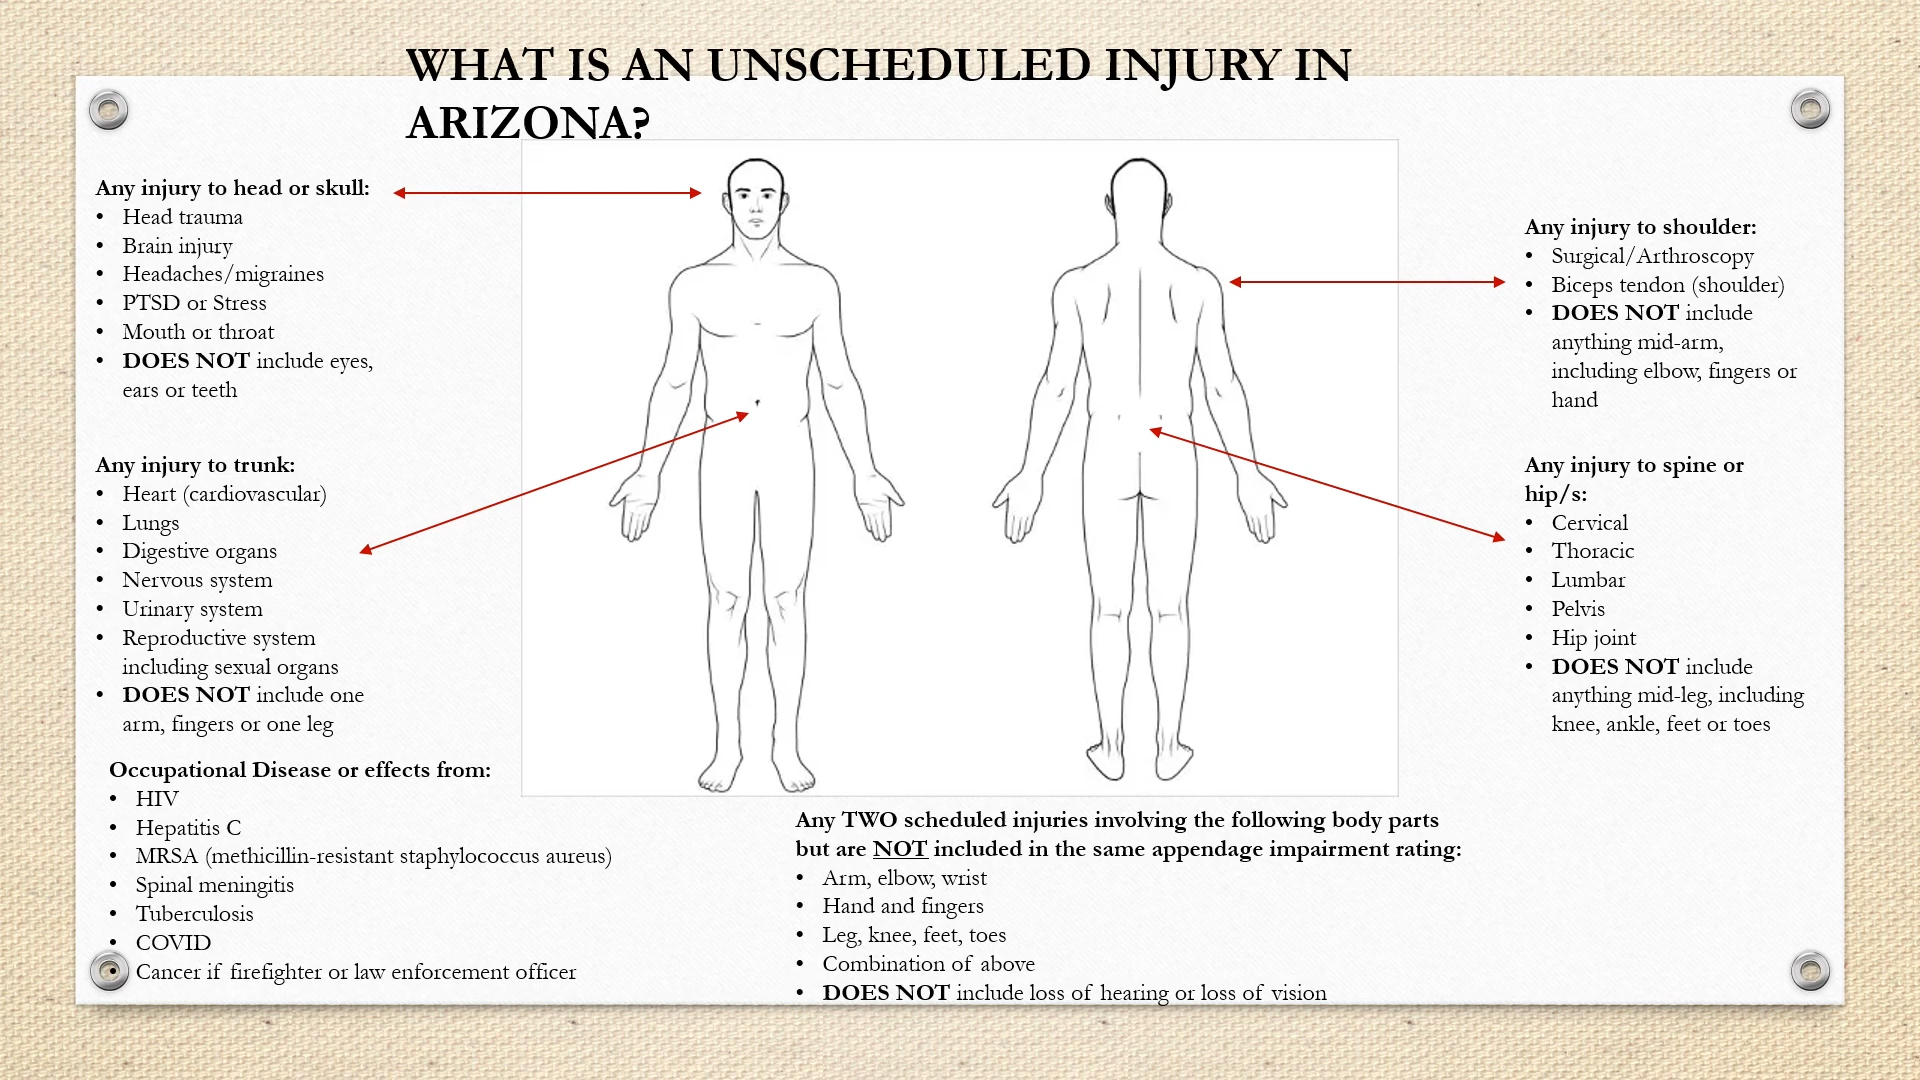 WHAT IS AN UNSCHEDULED INJURY IN
ARIZONA?
Any injury to head or skull:
• Head trauma
• Brain injury
• Headaches/migraines
• PTSD or Stress
• Mouth or throat
• DOES NOT include eyes,
ears or teeth
Any injury to trunk:
• Heart (cardiovascular)
• Lungs
• Digestive organs
• Nervous system
• Urinary system
• Reproductive system
including sexual organs
• DOES NOT include one
arm, fingers or one leg
Occupational Disease or effects from:
• HIV
• Hepatitis C
• MRSA (methicillin-resistant staphylococcus aureus)
• Spinal meningitis
• Tuberculosis
• COVID
• Cancer if firefighter or law enforcement officer
Any injury to shoulder:
• Surgical/Arthroscopy
• Biceps tendon (shoulder)
• DOES NOT include
anything mid-arm,
including elbow, fingers or
hand
Any injury to spine or
hip/s:
• Cervical
• Thoracic
• Lumbar
• Pelvis
• Hip joint
• DOES NOT include
anything mid-leg, including
knee, ankle, feet or toes
Any TWO scheduled injuries involving the following body parts
but are NOT included in the same appendage impairment rating:
• Arm, elbow, wrist
• Hand and fingers
• Leg, knee, feet, toes
• Combination of above
• DOES NOT include loss of hearing or loss of vision